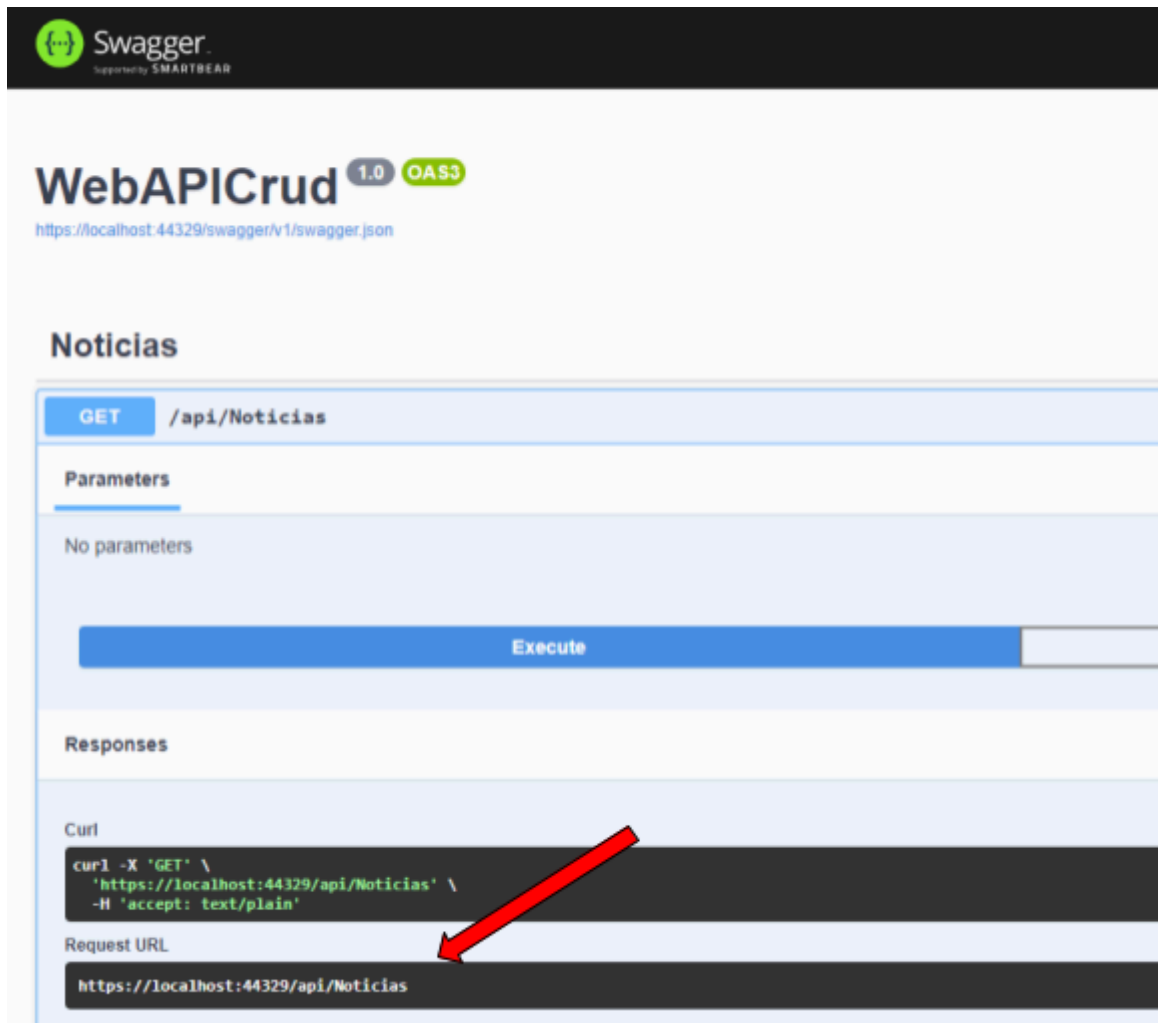 {···} Swagger
Supported by SMARTBEAR
WebAPICrud 1.0 OAS3
https://localhost:44329/swagger/v1/swagger.json
Noticias
GET /api/Noticias
Parameters
No parameters
Execute
Responses
Curl
curl -X 'GET' \
'https://localhost:44329/api/Noticias' \
-H 'accept: text/plain'
Request URL
https://localhost:44329/api/Noticias